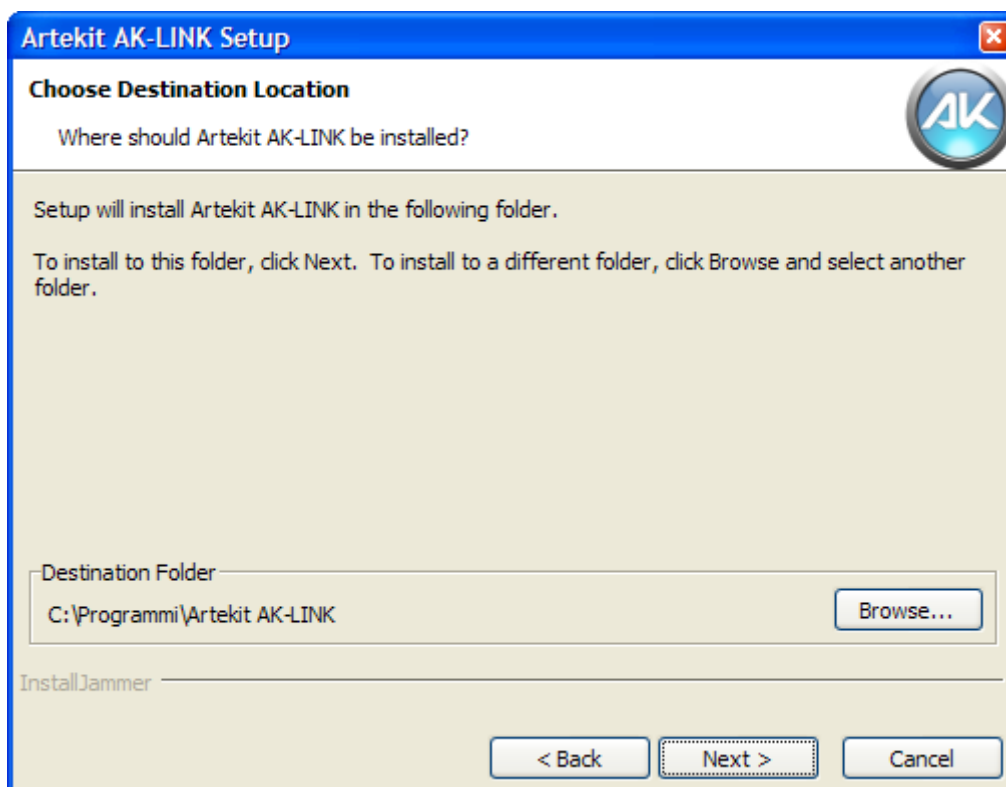 Artekit AK-LINK Setup
Choose Destination Location
Where should Artekit AK-LINK be installed?
AK
Setup will install Artekit AK-LINK in the following folder.
To install to this folder, click Next.  To install to a different folder, click Browse and select another
folder.
Destination Folder
C:\Programmi\Artekit AK-LINK
Browse...
InstallJammer
< Back
Next >
Cancel